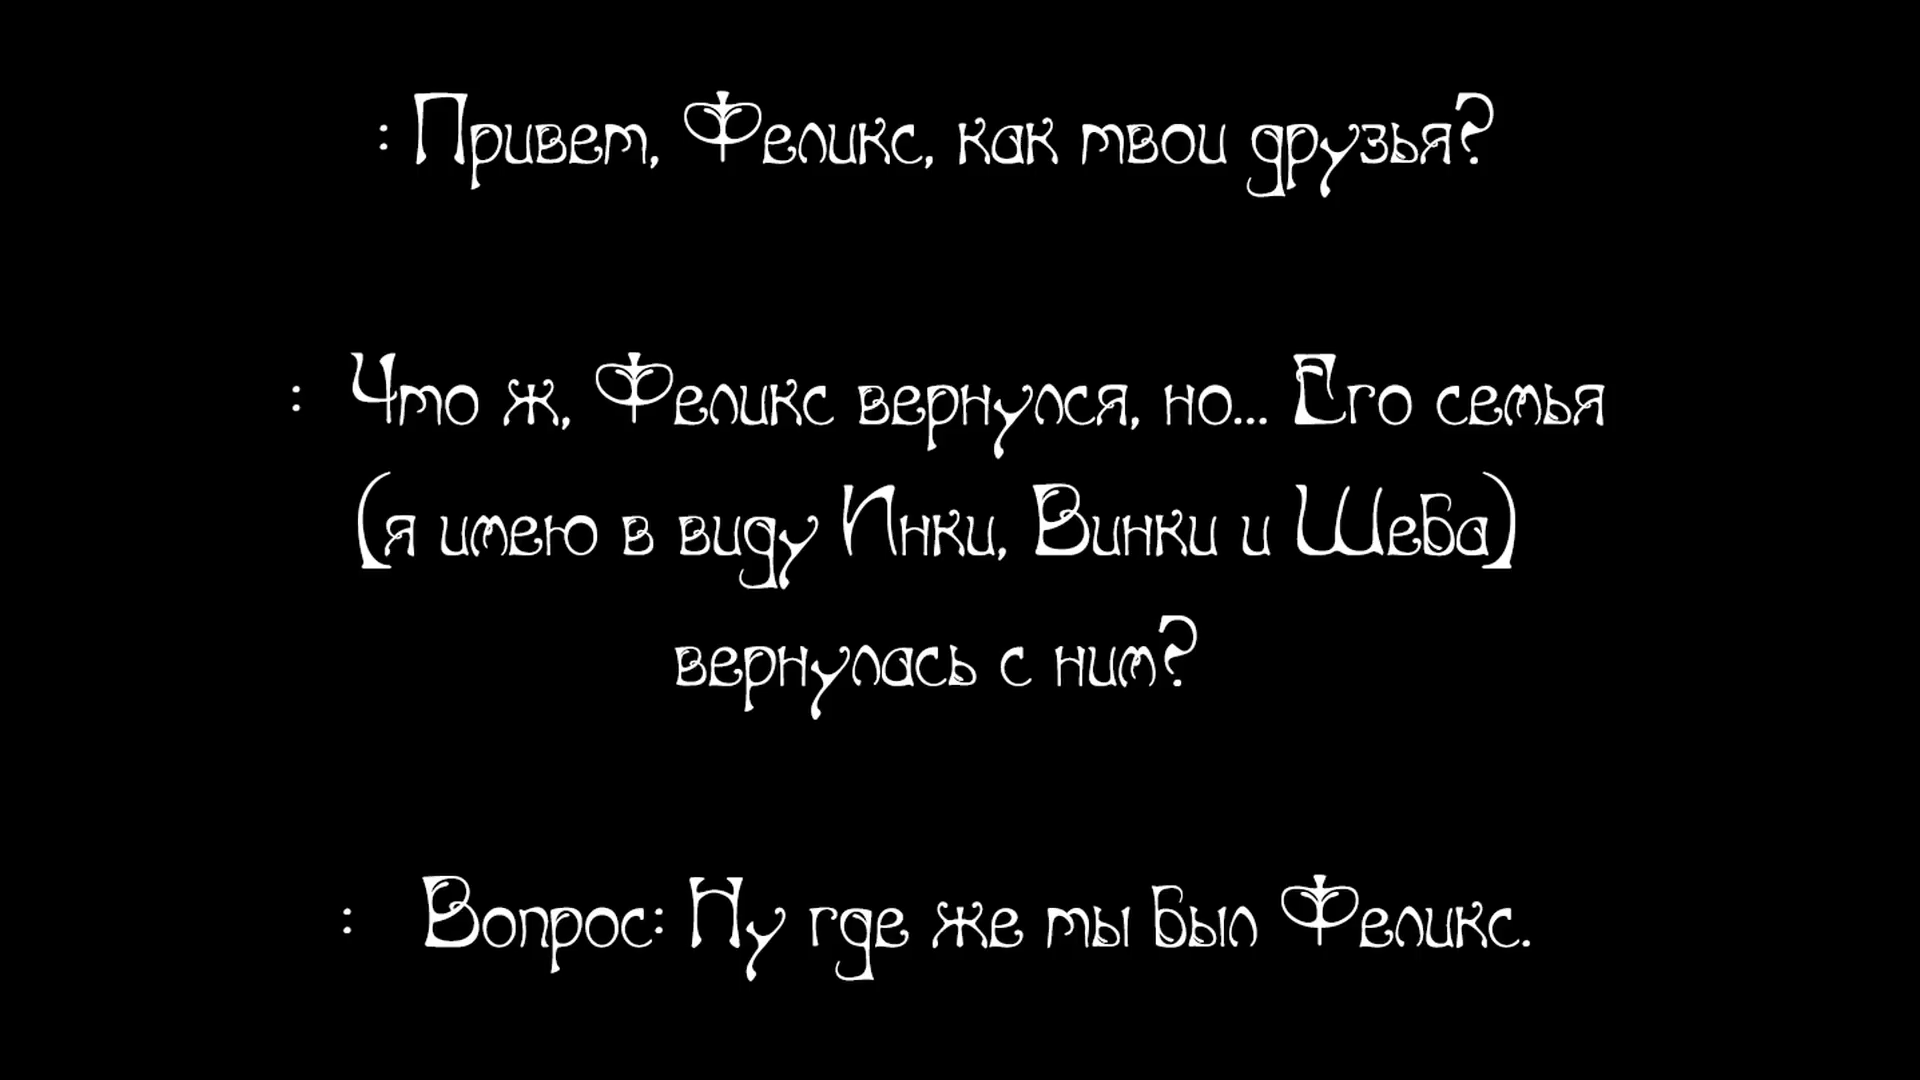 : Привет, Феликс, как твои друзья?
: Что ж, Феликс вернулся, но... Его семья
(я имею в виду Инки, Винки и Шеба)
вернулась с ним?
: Вопрос: Ну где же ты был Феликс.